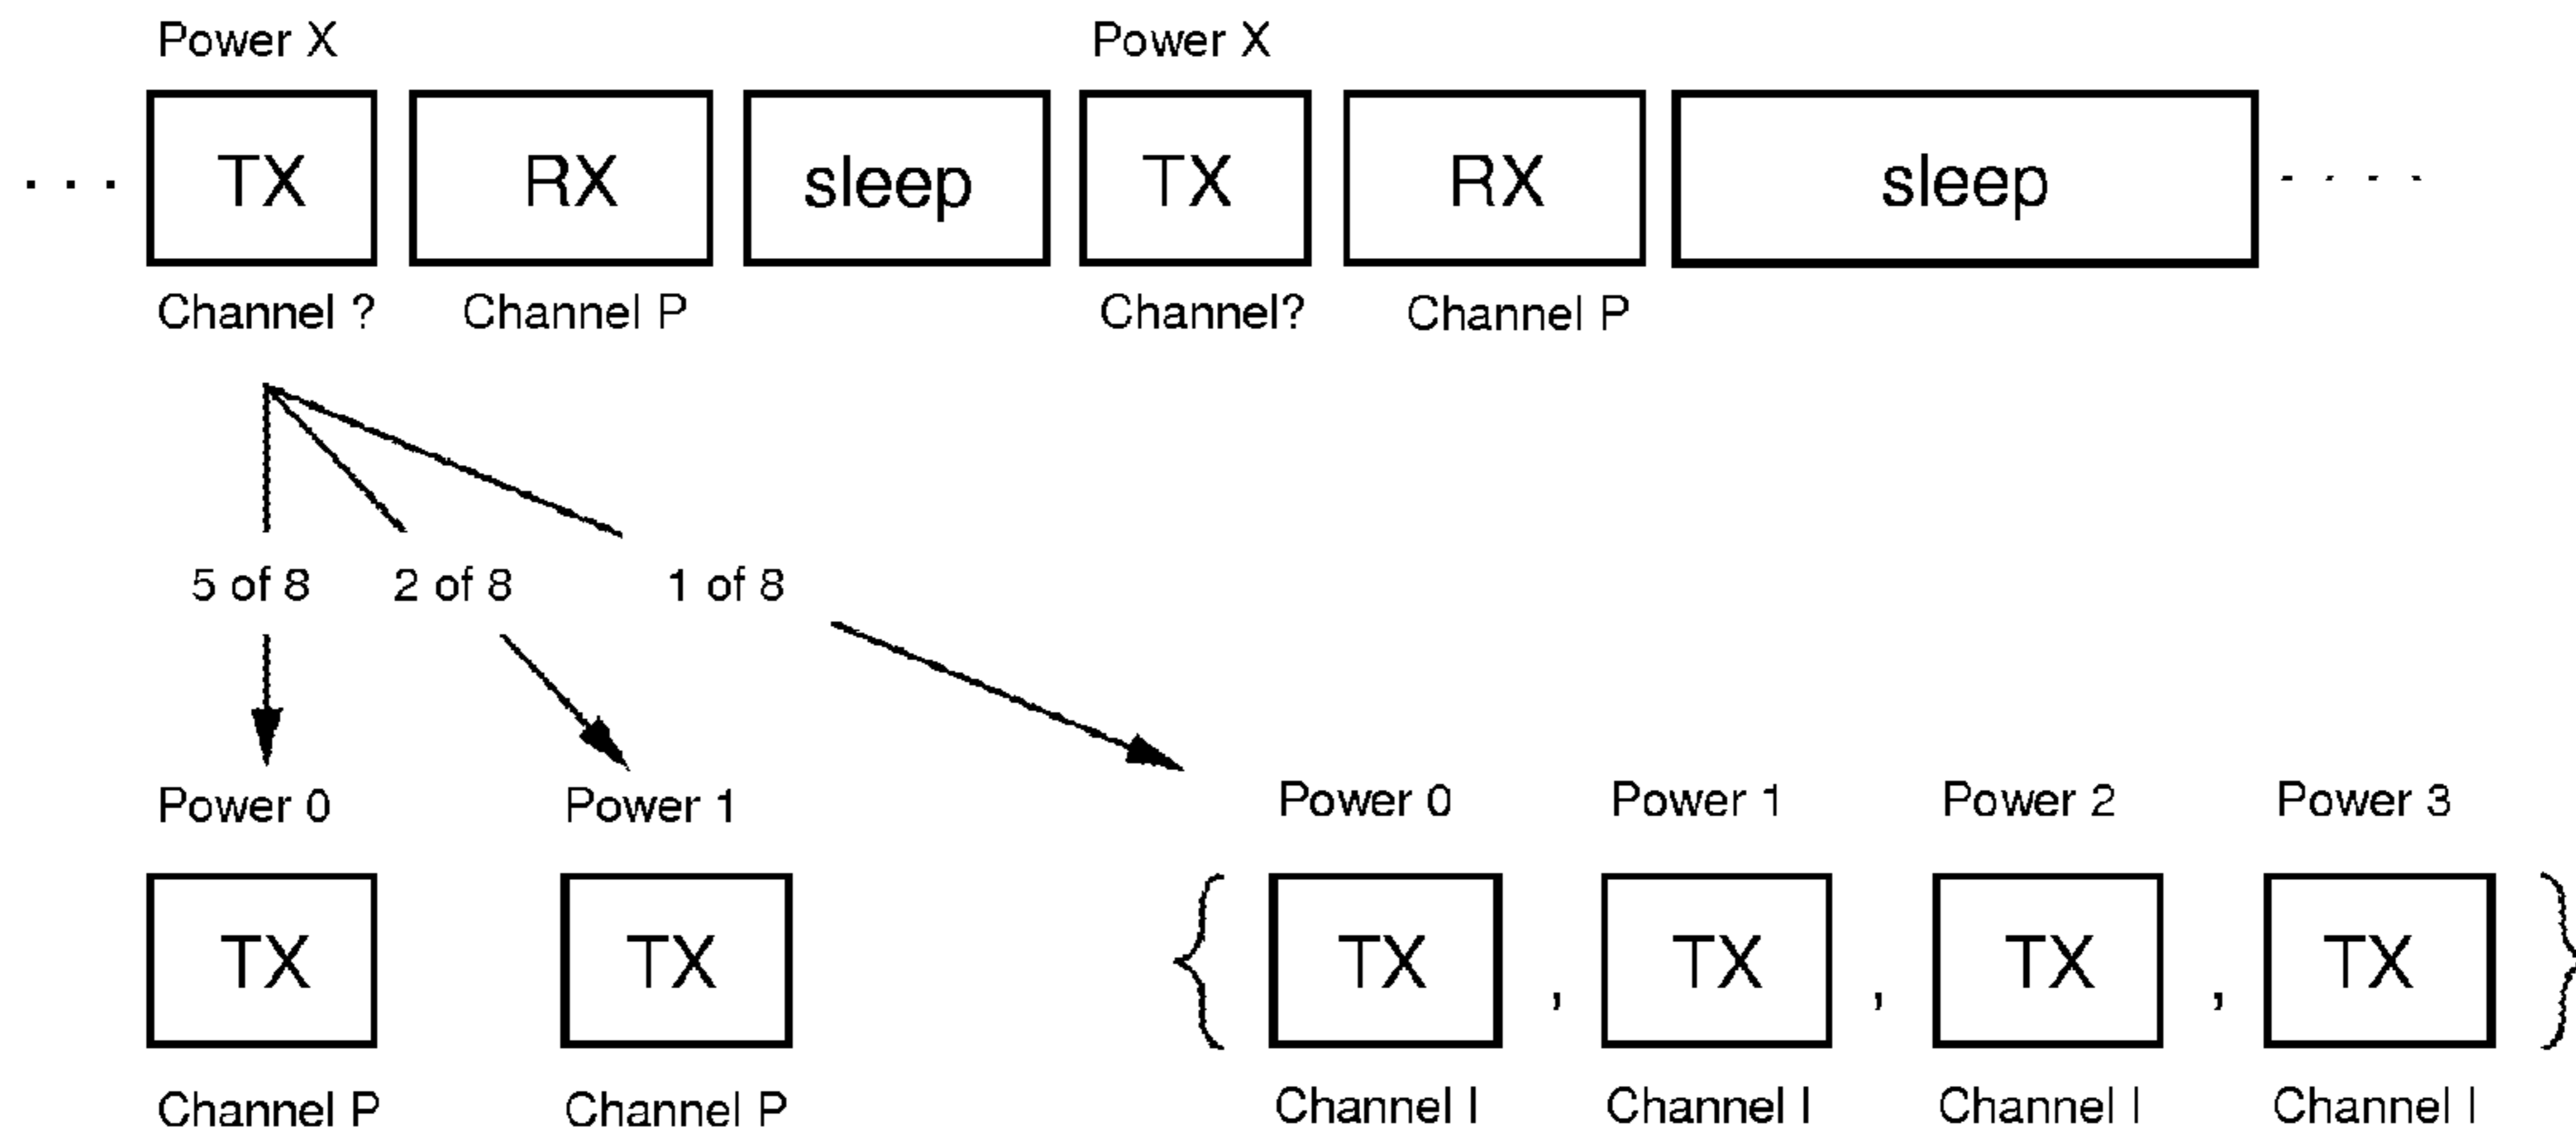 Power X Power X
. . . TX RX sleep TX RX sleep . . . .
Channel ? Channel P Channel? Channel P
5 of 8 2 of 8 1 of 8
Power 0 Power 1 Power 0 Power 1 Power 2 Power 3
TX TX { TX , TX , TX , TX }
Channel P Channel P Channel I Channel I Channel I Channel I